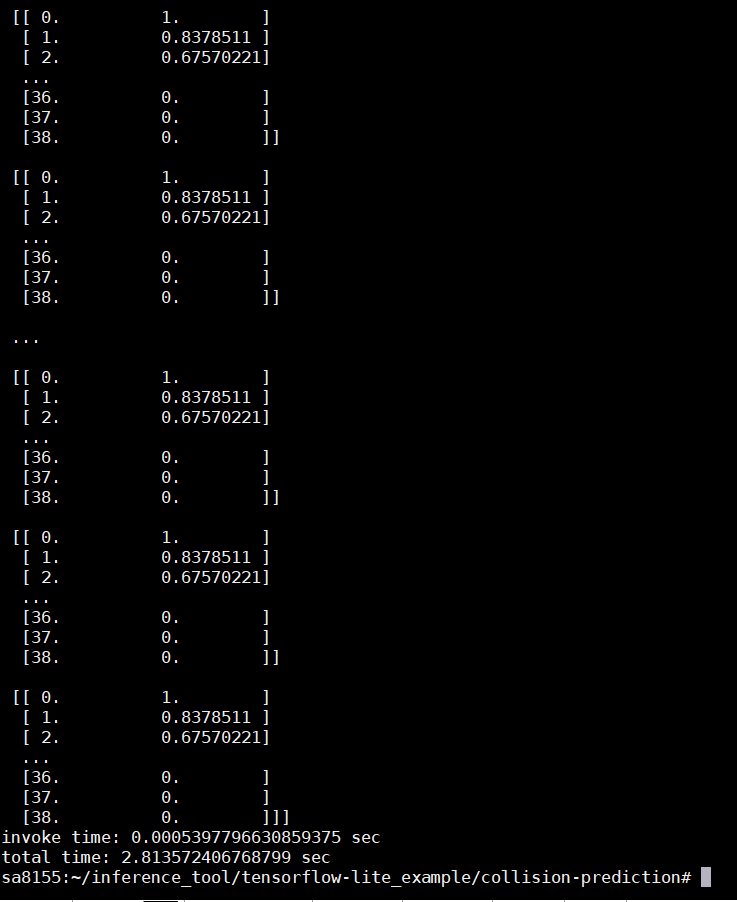 [[ 0.          1.        ]
 [ 1.          0.8378511 ]
 [ 2.          0.67570221]
 ...
 [36.          0.        ]
 [37.          0.        ]
 [38.          0.        ]]

[[ 0.          1.        ]
 [ 1.          0.8378511 ]
 [ 2.          0.67570221]
 ...
 [36.          0.        ]
 [37.          0.        ]
 [38.          0.        ]]

...

[[ 0.          1.        ]
 [ 1.          0.8378511 ]
 [ 2.          0.67570221]
 ...
 [36.          0.        ]
 [37.          0.        ]
 [38.          0.        ]]

[[ 0.          1.        ]
 [ 1.          0.8378511 ]
 [ 2.          0.67570221]
 ...
 [36.          0.        ]
 [37.          0.        ]
 [38.          0.        ]]

[[ 0.          1.        ]
 [ 1.          0.8378511 ]
 [ 2.          0.67570221]
 ...
 [36.          0.        ]
 [37.          0.        ]
 [38.          0.        ]]]
invoke time: 0.0005397796630859375 sec
total time: 2.813572406768799 sec
sa8155:~/inference_tool/tensorflow-lite_example/collision-prediction#